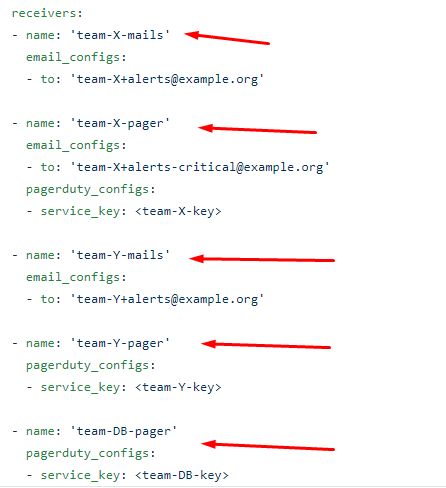 receivers:
- name: 'team-X-mails'
  email_configs:
  - to: 'team-X+alerts@example.org'

- name: 'team-X-pager'
  email_configs:
  - to: 'team-X+alerts-critical@example.org'
  pagerduty_configs:
  - service_key: <team-X-key>

- name: 'team-Y-mails'
  email_configs:
  - to: 'team-Y+alerts@example.org'

- name: 'team-Y-pager'
  pagerduty_configs:
  - service_key: <team-Y-key>

- name: 'team-DB-pager'
  pagerduty_configs:
  - service_key: <team-DB-key>